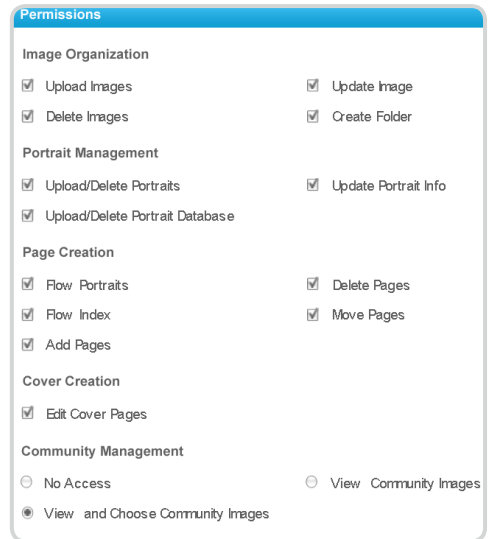 Permissions
Image Organization
Upload Images Update Image
Delete Images Create Folder
Portrait Management
Upload/Delete Portraits Update Portrait Info
Upload/Delete Portrait Database
Page Creation
Flow Portraits Delete Pages
Flow Index Move Pages
Add Pages
Cover Creation
Edit Cover Pages
Community Management
No Access View Community Images
View and Choose Community Images